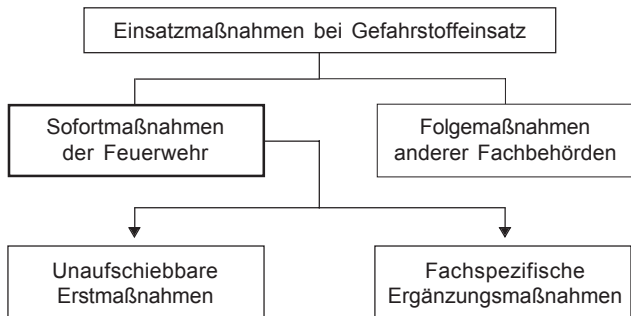 Einsatzmaßnahmen bei Gefahrstoffeinsatz
Sofortmaßnahmen
der Feuerwehr
Folgemaßnahmen
anderer Fachbehörden
Unaufschiebbare
Erstmaßnahmen
Fachspezifische
Ergänzungsmaßnahmen